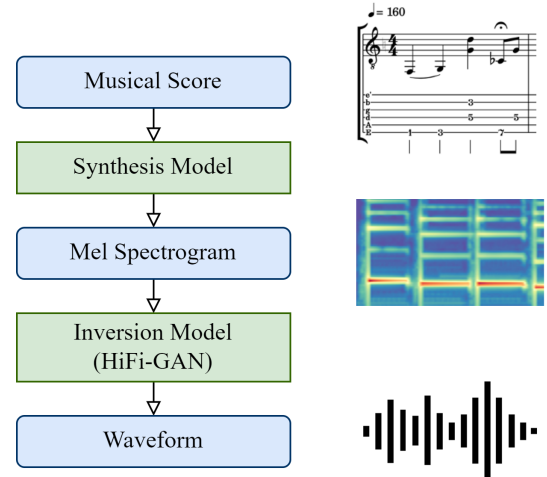 Musical Score
Synthesis Model
Mel Spectrogram
Inversion Model
(HiFi-GAN)
Waveform
♩ = 160
4
4
8
e'
b 3
g
d 5 5
A
E 1 3 7